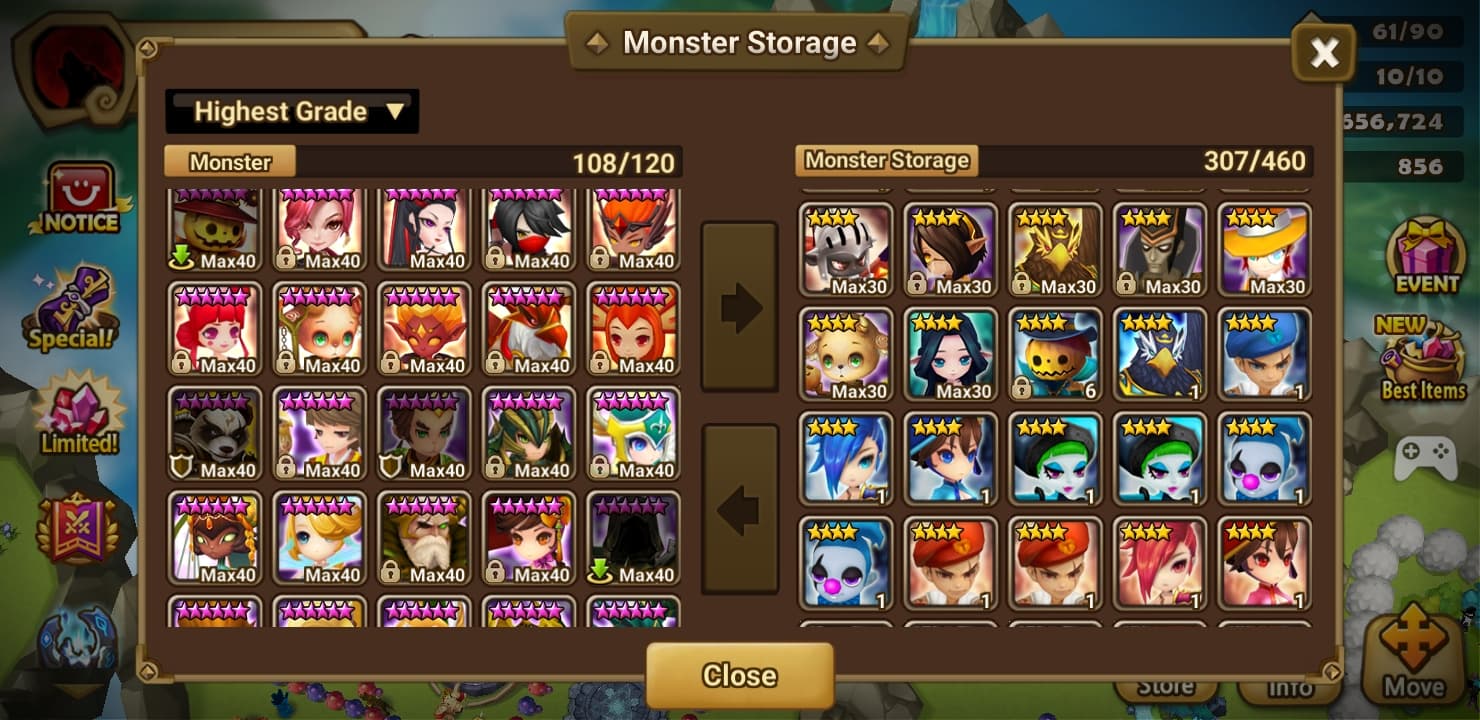 Monster Storage
X
61/90
10/10
656,724
856
Highest Grade ▼
Monster
108/120
Monster Storage
307/460
NOTICE
Special!
Limited!
EVENT
NEW
Best Items
Max40 Max40 Max40 Max40 Max40
Max40 Max40 Max40 Max40 Max40
Max40 Max40 Max40 Max40 Max40
Max40 Max40 Max40 Max40 Max40
Max30 Max30 Max30 Max30 Max30
Max30 Max30 6 1 1
1 1 1 1 1
1 1 1 1 1
Close
Store
Info
Move